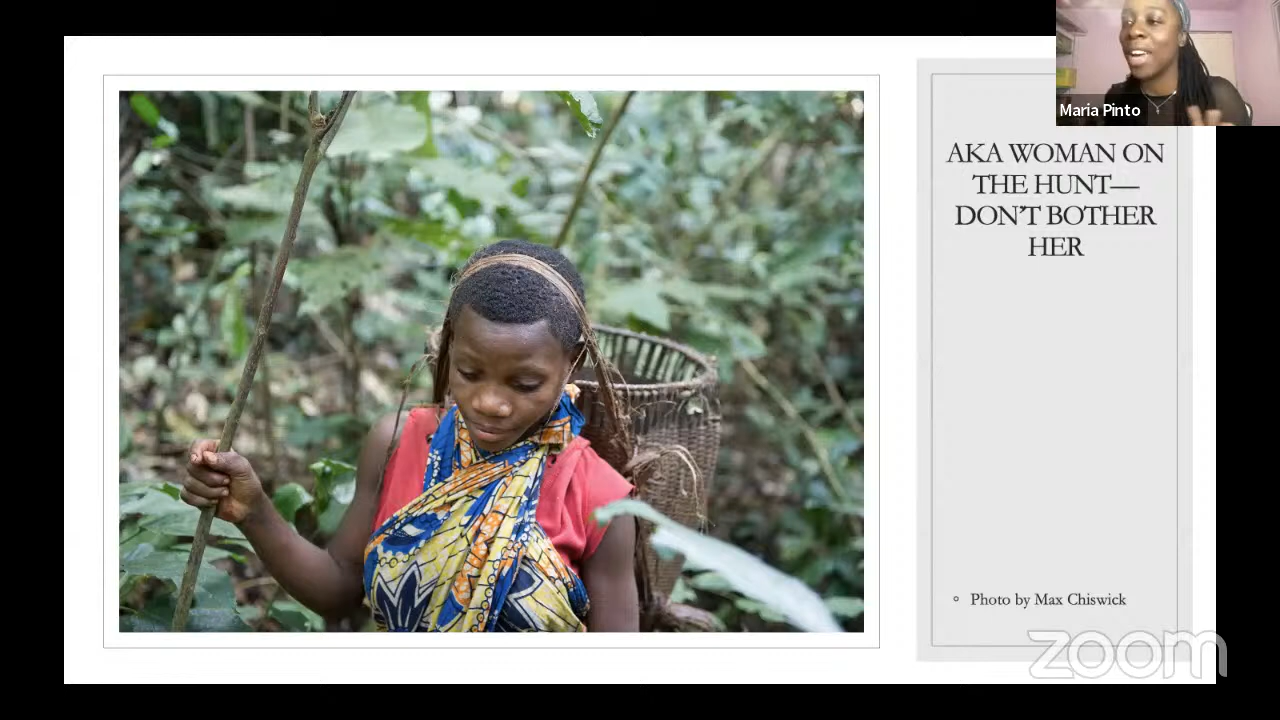 Maria Pinto
AKA WOMAN ON
THE HUNT—
DON'T BOTHER
HER
Photo by Max Chiswick
zoom